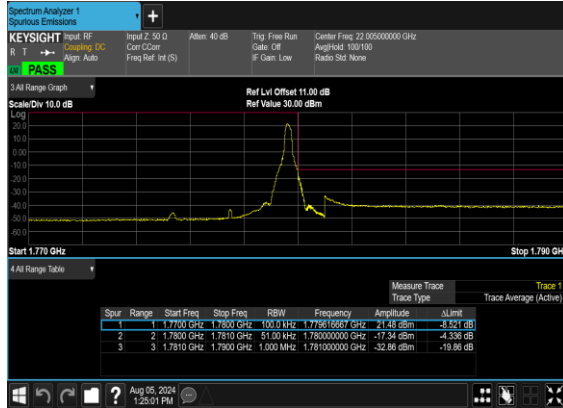 Spectrum Analyzer 1
Spurious Emissions
+
KEYSIGHT
R T
LXI PASS
Input: RF
Coupling: DC
Align: Auto
Input Z: 50 Ω
Corr CCorr
Freq Ref: Int (S)
Atten: 40 dB
Trig: Free Run
Gate: Off
IF Gain: Low
Center Freq: 22.005000000 GHz
Avg|Hold: 100/100
Radio Std: None
3 All Range Graph
Scale/Div 10.0 dB
Ref Lvl Offset 11.00 dB
Ref Value 30.00 dBm
Log
20.0
10.0
0.00
-10.0
-20.0
-30.0
-40.0
-50.0
-60.0
Start 1.770 GHz
Stop 1.790 GH
4 All Range Table
Measure Trace Trace 1
Trace Type Trace Average (Active)
Spur Range Start Freq Stop Freq RBW Frequency Amplitude ΔLimit
1 1 1.7700 GHz 1.7800 GHz 100.0 kHz 1.779616667 GHz 21.48 dBm -8.521 dB
2 2 1.7800 GHz 1.7810 GHz 51.00 kHz 1.780000000 GHz -17.34 dBm -4.336 dB
3 3 1.7810 GHz 1.7900 GHz 1.000 MHz 1.781000000 GHz -32.86 dBm -19.86 dB
?
Aug 05, 2024
1:25:01 PM